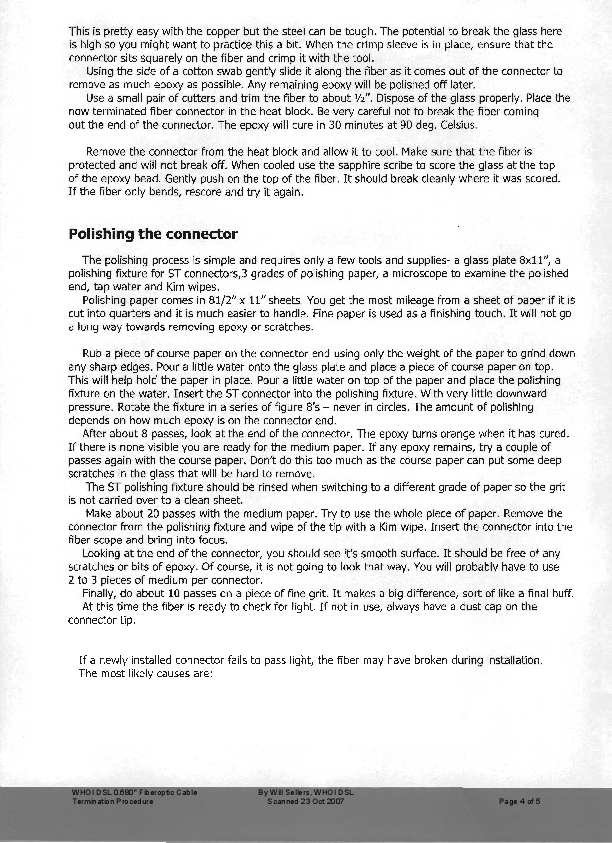 This is pretty easy with the copper but the steel can be tough. The potential to break the glass here
is high so you might want to practice this a bit. When the crimp sleeve is in place, ensure that the
connector sits squarely on the fiber and crimp it with the tool.
Using the side of a cotton swab gently slide it along the fiber as it comes out of the connector to
remove as much epoxy as possible. Any remaining epoxy will be polished off later.
Use a small pair of cutters and trim the fiber to about ½". Dispose of the glass properly. Place the
now terminated fiber connector in the heat block. Be very careful not to break the fiber coming
out the end of the connector. The epoxy will cure in 30 minutes at 90 deg. Celsius.
Remove the connector from the heat block and allow it to cool. Make sure that the fiber is
protected and will not break off. When cooled use the sapphire scribe to score the glass at the top
of the epoxy bead. Gently push on the top of the fiber. It should break cleanly where it was scored.
If the fiber only bends, rescore and try it again.
Polishing the connector
The polishing process is simple and requires only a few tools and supplies- a glass plate 8x11", a
polishing fixture for ST connectors,3 grades of polishing paper, a microscope to examine the polished
end, tap water and Kim wipes.
Polishing paper comes in 81/2" x 11" sheets. You get the most mileage from a sheet of paper if it is
cut into quarters and it is much easier to handle. Fine paper is used as a finishing touch. It will not go
a long way towards removing epoxy or scratches.
Rub a piece of course paper on the connector end using only the weight of the paper to grind down
any sharp edges. Pour a little water onto the glass plate and place a piece of course paper on top.
This will help hold the paper in place. Pour a little water on top of the paper and place the polishing
fixture on the water. Insert the ST connector into the polishing fixture. With very little downward
pressure. Rotate the fixture in a series of figure 8's – never in circles. The amount of polishing
depends on how much epoxy is on the connector end.
After about 8 passes, look at the end of the connector. The epoxy turns orange when it has cured.
If there is none visible you are ready for the medium paper. If any epoxy remains, try a couple of
passes again with the course paper. Don't do this too much as the course paper can put some deep
scratches in the glass that will be hard to remove.
The ST polishing fixture should be rinsed when switching to a different grade of paper so the grit
is not carried over to a clean sheet.
Make about 20 passes with the medium paper. Try to use the whole piece of paper. Remove the
connector from the polishing fixture and wipe of the tip with a Kim wipe. Insert the connector into the
fiber scope and bring into focus.
Looking at the end of the connector, you should see it's smooth surface. It should be free of any
scratches or bits of epoxy. Of course, it is not going to look that way. You will probably have to use
2 to 3 pieces of medium per connector.
Finally, do about 10 passes on a piece of fine grit. It makes a big difference, sort of like a final buff.
At this time the fiber is ready to check for light. If not in use, always have a dust cap on the
connector tip.
If a newly installed connector fails to pass light, the fiber may have broken during installation.
The most likely causes are:
WHOI DSL 0.680" Fiberoptic Cable By Will Sellers, WHOI DSL
Termination Procedure Scanned 23 Oct 2007 Page 4 of 5